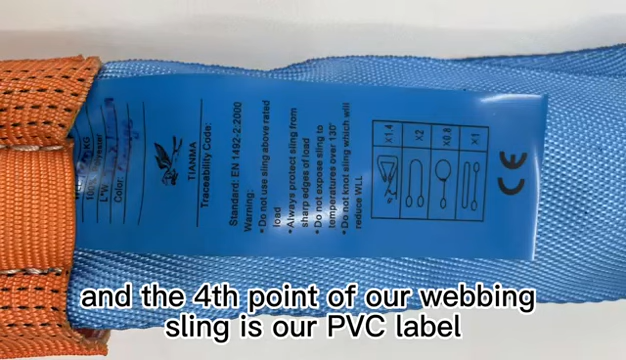 TIANMA
Traceability Code:
Standard: EN 1492-2:2000
Warning:
• Do not use sling above rated
load
• Always protect sling from
sharp edges of load
• Do not expose sling to
temperatures over 130°
• Do not knot sling which will
reduce WLL
X1.4
X2
X0.8
X1
CE
Color:
and the 4th point of our webbing
sling is our PVC label